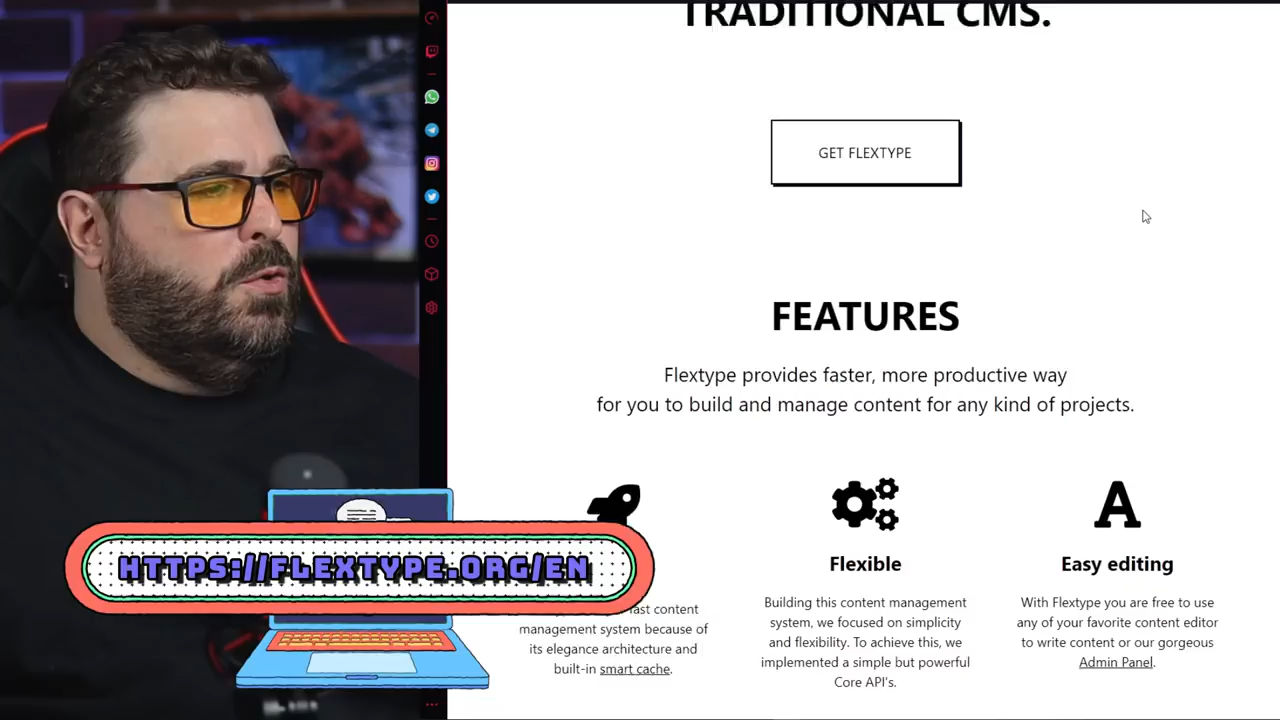 TRADITIONAL CMS.
GET FLEXTYPE
FEATURES
Flextype provides faster, more productive way
for you to build and manage content for any kind of projects.
HTTPS://FLEXTYPE.ORG/EN
fast content
management system because of
its elegance architecture and
built-in smart cache.
Flexible
Building this content management
system, we focused on simplicity
and flexibility. To achieve this, we
implemented a simple but powerful
Core API's.
Easy editing
With Flextype you are free to use
any of your favorite content editor
to write content or our gorgeous
Admin Panel.